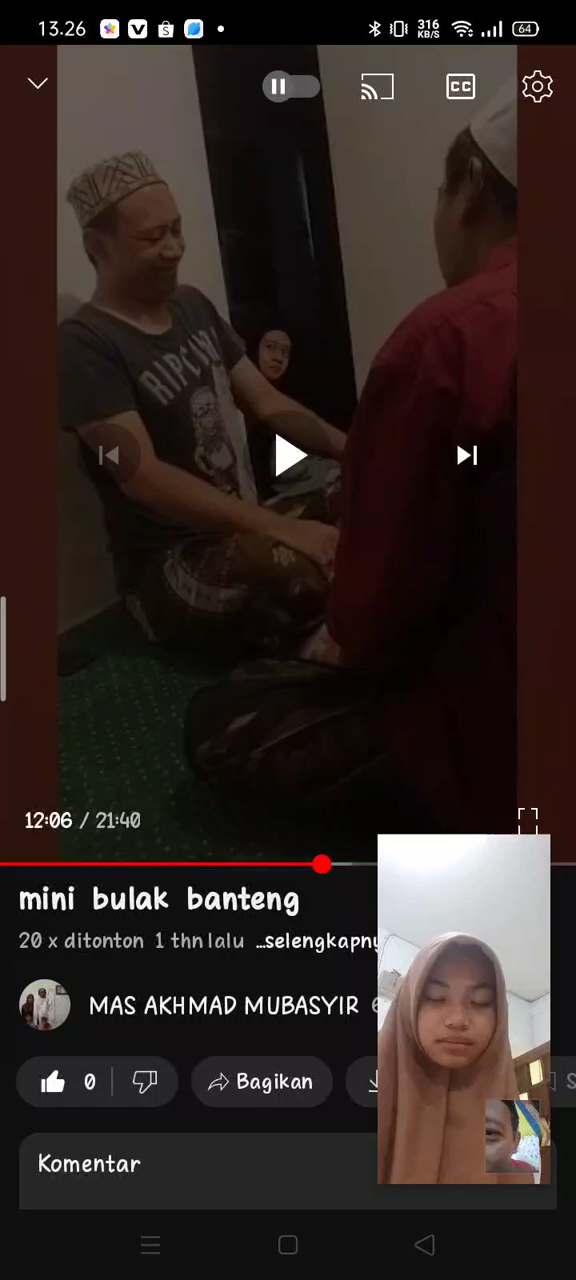 13.26
316
KB/S
64
CC
RIPCURL
12:06 / 21:40
mini bulak banteng
20 x ditonton 1 thn lalu ...selengkapny
MAS AKHMAD MUBASYIR
0
Bagikan
S
Komentar